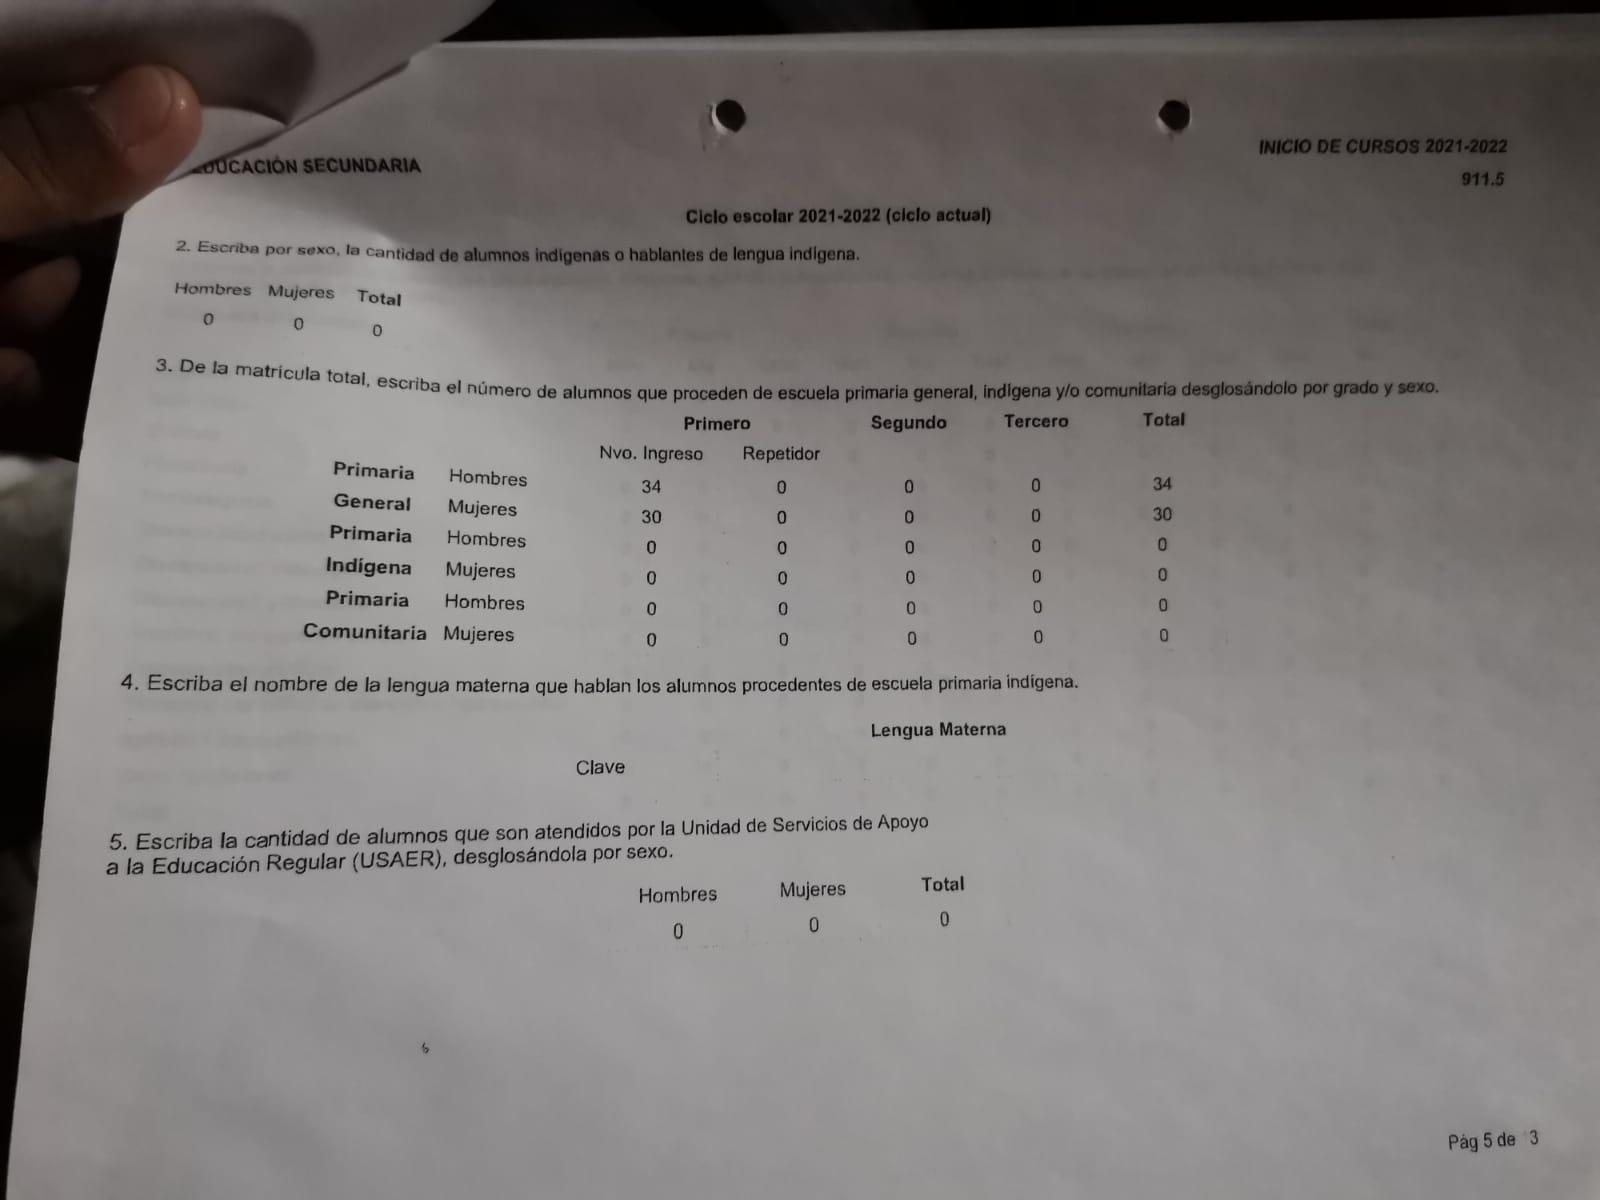 EDUCACIÓN SECUNDARIA
INICIO DE CURSOS 2021-2022
911.5
Ciclo escolar 2021-2022 (ciclo actual)
2. Escriba por sexo, la cantidad de alumnos indígenas o hablantes de lengua indígena.
Hombres Mujeres Total
0 0 0
3. De la matrícula total, escriba el número de alumnos que proceden de escuela primaria general, indígena y/o comunitaria desglosándolo por grado y sexo.
Primero Segundo Tercero Total
Nvo. Ingreso Repetidor
Primaria Hombres 34 0 0 0 34
General Mujeres 30 0 0 0 30
Primaria Hombres 0 0 0 0 0
Indígena Mujeres 0 0 0 0 0
Primaria Hombres 0 0 0 0 0
Comunitaria Mujeres 0 0 0 0 0
4. Escriba el nombre de la lengua materna que hablan los alumnos procedentes de escuela primaria indígena.
Lengua Materna
Clave
5. Escriba la cantidad de alumnos que son atendidos por la Unidad de Servicios de Apoyo
a la Educación Regular (USAER), desglosándola por sexo.
Hombres Mujeres Total
0 0 0
Pág 5 de 3